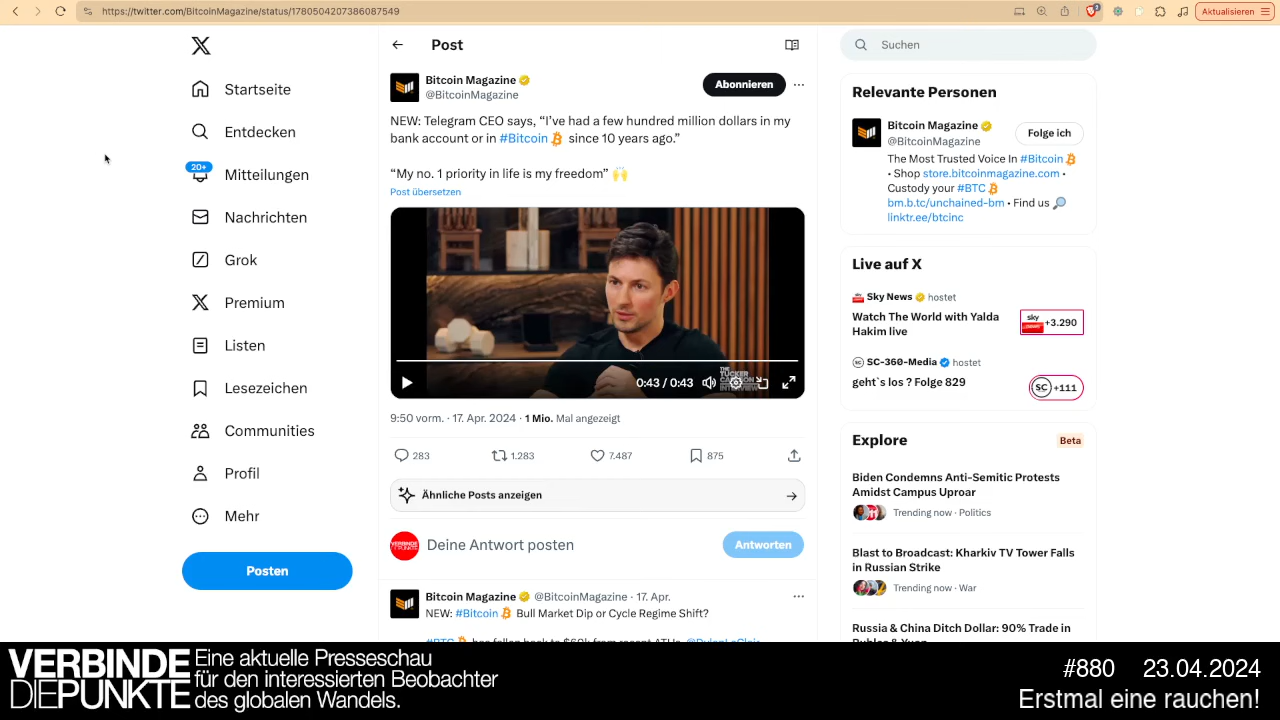 https://twitter.com/BitcoinMagazine/status/1780504207386087549
Aktualisieren
Startseite
Entdecken
20+
Mitteilungen
Nachrichten
Grok
Premium
Listen
Lesezeichen
Communities
Profil
Mehr
Posten
Post
Bitcoin Magazine
@BitcoinMagazine
Abonnieren
NEW: Telegram CEO says, “I’ve had a few hundred million dollars in my
bank account or in #Bitcoin since 10 years ago.”
“My no. 1 priority in life is my freedom” 🙌
Post übersetzen
0:43 / 0:43
THE
TUCKER
CARLSON
INTERVIEW
9:50 vorm. · 17. Apr. 2024 · 1 Mio. Mal angezeigt
283 1.283 7.487 875
Ähnliche Posts anzeigen
VERBINDE
PUNKTE
Deine Antwort posten
Antworten
Bitcoin Magazine @BitcoinMagazine · 17. Apr.
NEW: #Bitcoin Bull Market Dip or Cycle Regime Shift?
Suchen
Relevante Personen
Bitcoin Magazine
@BitcoinMagazine
Folge ich
The Most Trusted Voice In #Bitcoin
• Shop store.bitcoinmagazine.com •
Custody your #BTC
bm.b.tc/unchained-bm • Find us 🔎
linktr.ee/btcinc
Live auf X
Sky News hostet
Watch The World with Yalda
Hakim live
sky
news
+3.290
SC-360-Media hostet
geht`s los ? Folge 829
SC +111
Explore
Beta
Biden Condemns Anti-Semitic Protests
Amidst Campus Uproar
Trending now · Politics
Blast to Broadcast: Kharkiv TV Tower Falls
in Russian Strike
Trending now · War
Russia & China Ditch Dollar: 90% Trade in
VERBINDE
DIEPUNKTE
Eine aktuelle Presseschau
für den interessierten Beobachter
des globalen Wandels.
#880 23.04.2024
Erstmal eine rauchen!